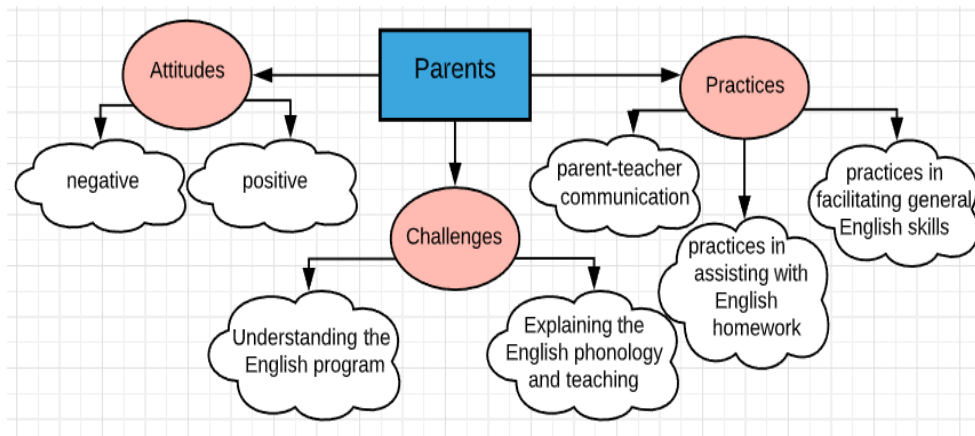 Parents
Attitudes
Practices
negative
positive
parent-teacher
communication
practices in
facilitating general
English skills
Challenges
practices in
assisting with
English
homework
Understanding the
English program
Explaining the
English phonology
and teaching